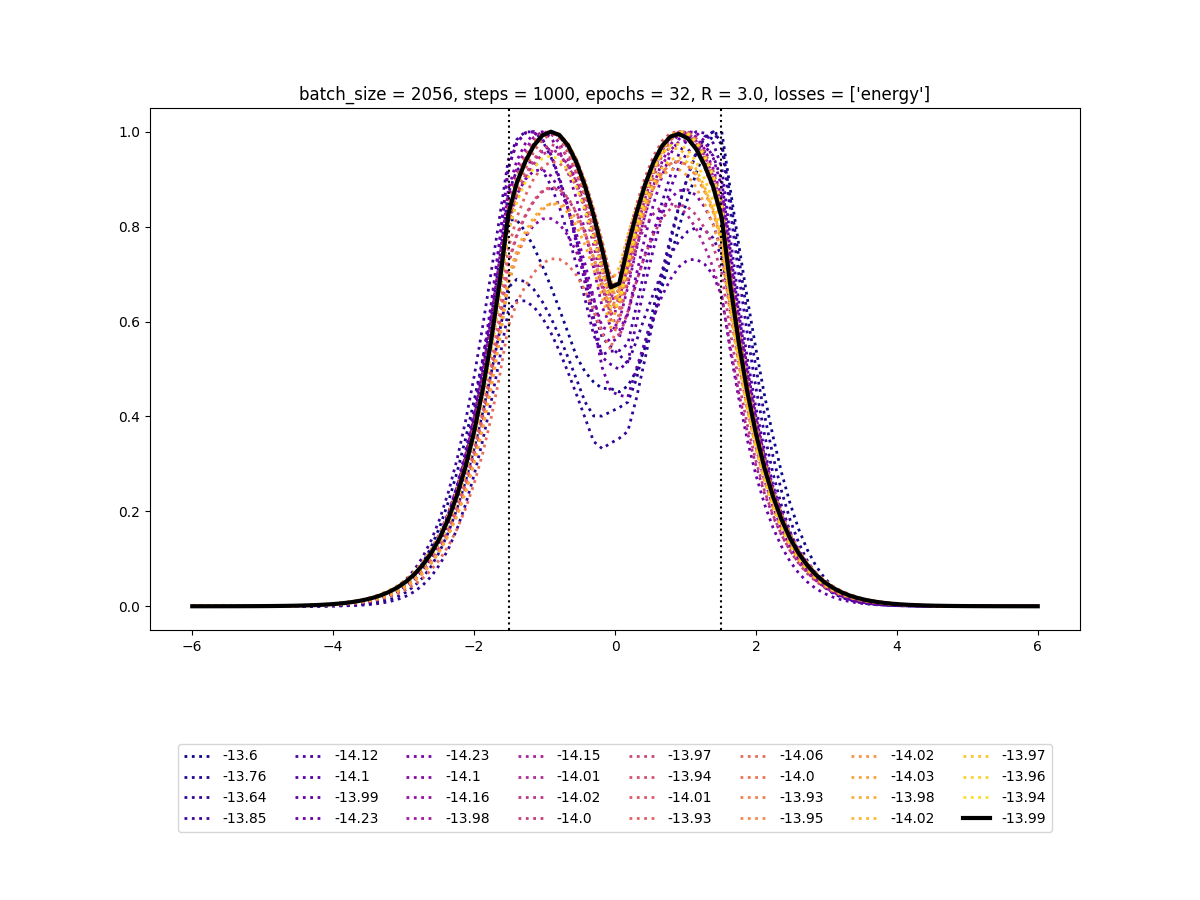 batch_size = 2056, steps = 1000, epochs = 32, R = 3.0, losses = ['energy']
1.0
0.8
0.6
0.4
0.2
0.0
−6 −4 −2 0 2 4 6
-13.6 -14.12 -14.23 -14.15 -13.97 -14.06 -14.02 -13.97
-13.76 -14.1 -14.1 -14.01 -13.94 -14.0 -14.03 -13.96
-13.64 -13.99 -14.16 -14.02 -14.01 -13.93 -13.98 -13.94
-13.85 -14.23 -13.98 -14.0 -13.93 -13.95 -14.02 -13.99